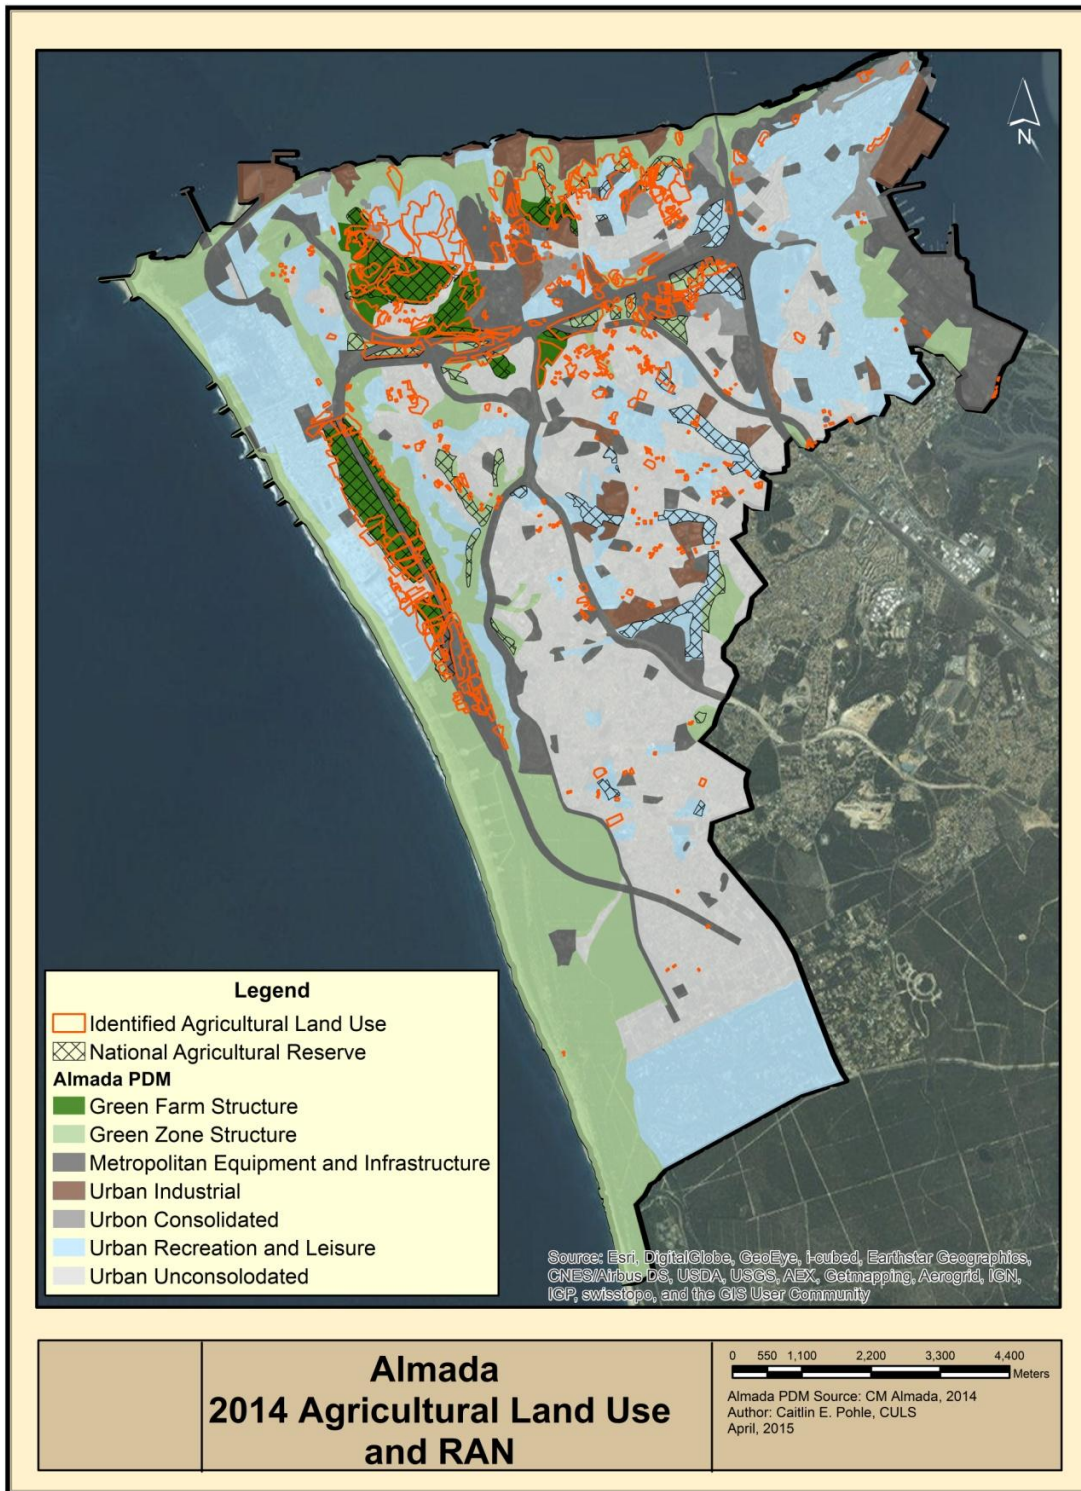 N
Legend
Identified Agricultural Land Use
National Agricultural Reserve
Almada PDM
Green Farm Structure
Green Zone Structure
Metropolitan Equipment and Infrastructure
Urban Industrial
Urbon Consolidated
Urban Recreation and Leisure
Urban Unconsolodated
Source: Esri, DigitalGlobe, GeoEye, i-cubed, Earthstar Geographics,
CNES/Airbus DS, USDA, USGS, AEX, Getmapping, Aerogrid, IGN,
IGP, swisstopo, and the GIS User Community
Almada
2014 Agricultural Land Use
and RAN
0 550 1,100 2,200 3,300 4,400
Meters
Almada PDM Source: CM Almada, 2014
Author: Caitlin E. Pohle, CULS
April, 2015